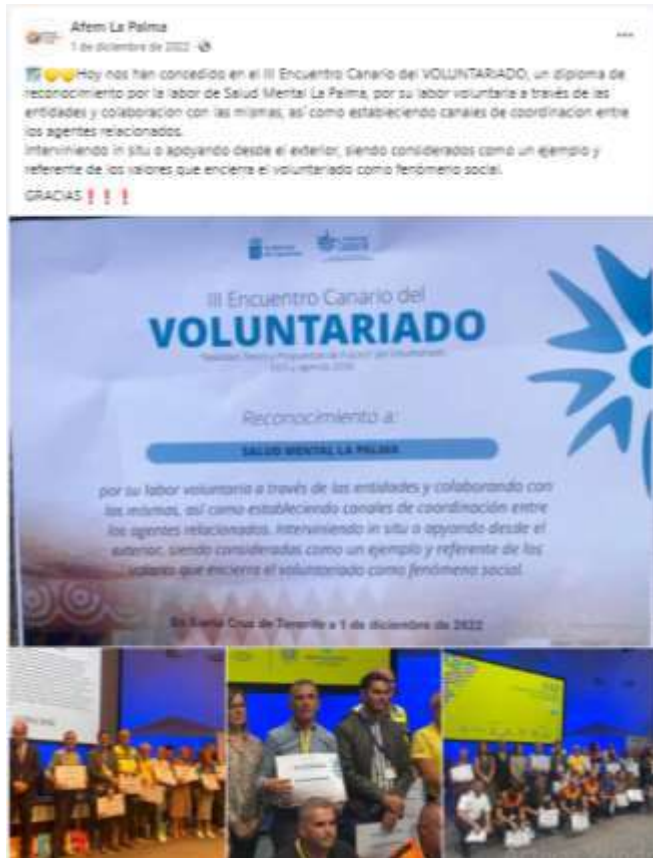 Afem La Palma
1 de diciembre de 2022
Hoy nos han concedido en el III Encuentro Canario del VOLUNTARIADO, un diploma de
reconocimiento por la labor de Salud Mental La Palma, por su labor voluntaria a través de las
entidades y colaboracion con las mismas, así como estableciendo canales de coordinacion entre
los agentes relacionados.
Interviniendo in situ o apoyando desde el exterior, siendo considerados como un ejemplo y
referente de los valores que encierra el voluntariado como fenómeno social.
GRACIAS❗❗❗
III Encuentro Canario del
VOLUNTARIADO
Reconocimiento a:
SALUD MENTAL LA PALMA
por su labor voluntaria a través de las entidades y colaborando con
las mismas, así como estableciendo canales de coordinación entre
los agentes relacionados. Interviniendo in situ o apoyando desde el
exterior, siendo consideradas como un ejemplo y referente de los
valores que encierra el voluntariado como fenómeno social.
En Santa Cruz de Tenerife a 1 de diciembre de 2022